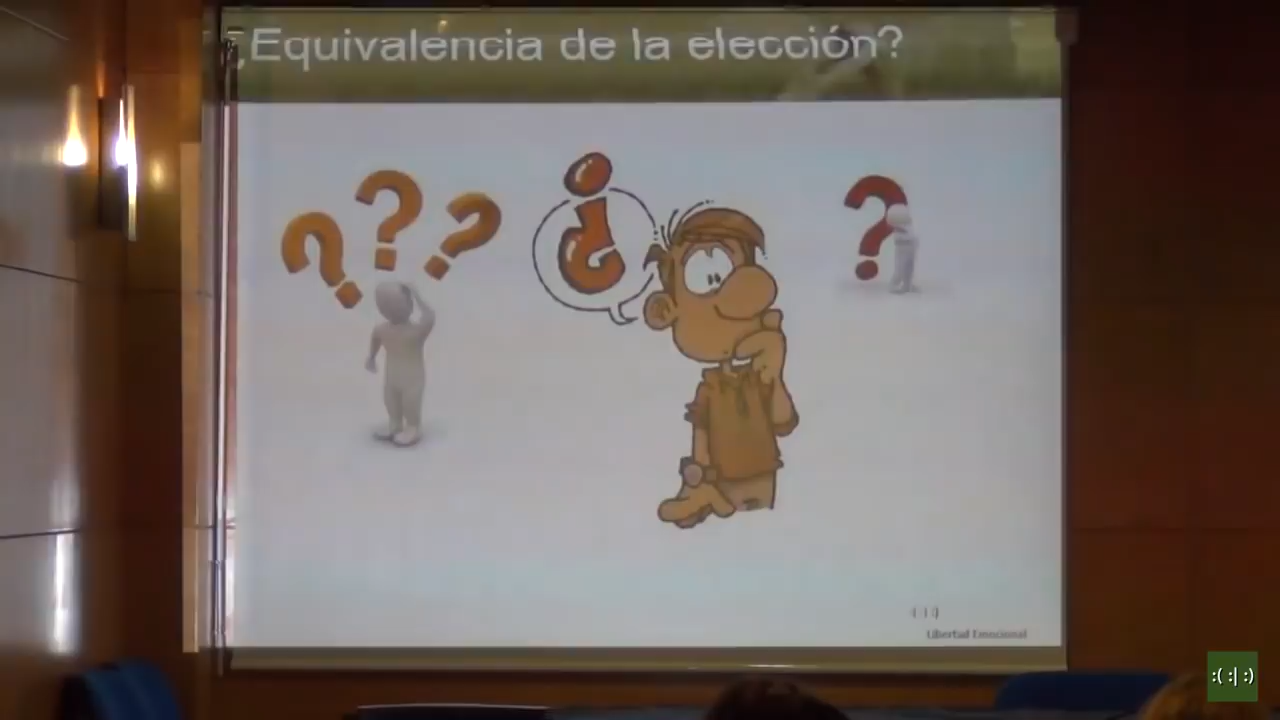 ¿Equivalencia de la elección?
? ? ?
¿
?
Libertad Emocional
:( :| :)